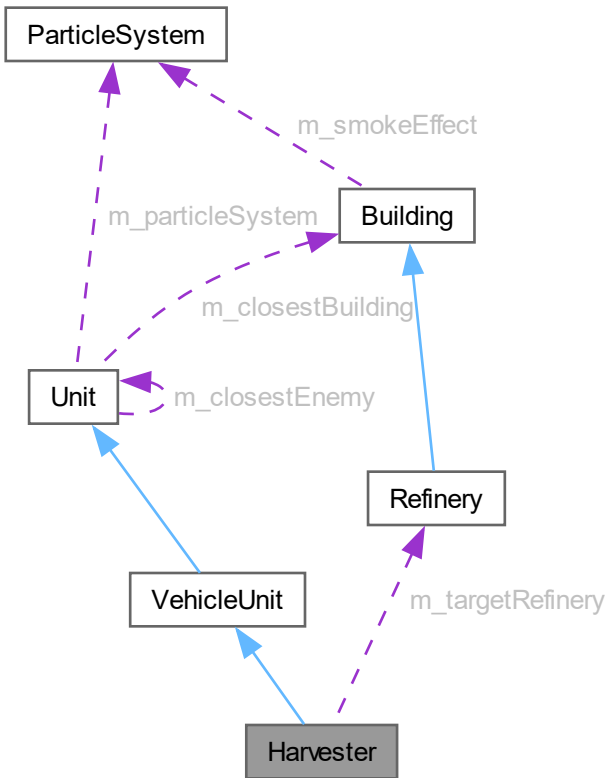 ParticleSystem
m_smokeEffect
m_particleSystem
Building
m_closestBuilding
Unit
m_closestEnemy
Refinery
VehicleUnit
m_targetRefinery
Harvester